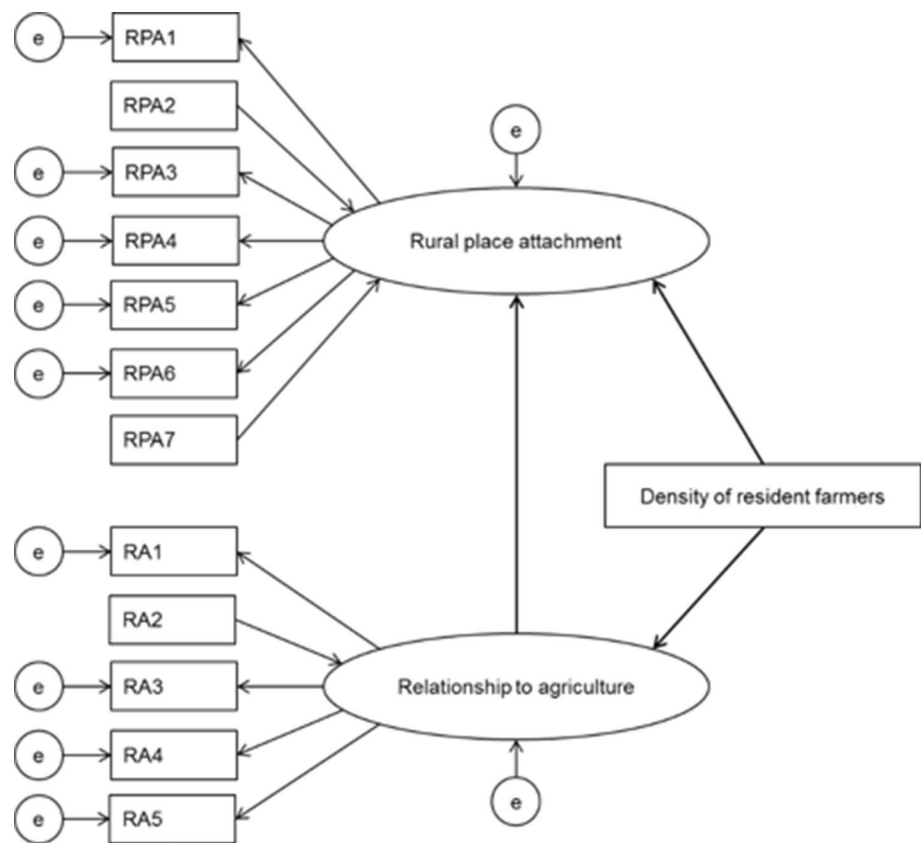 e
RPA1
RPA2
e
e
RPA3
e
RPA4
Rural place attachment
e
RPA5
e
RPA6
RPA7
Density of resident farmers
e
RA1
RA2
e
RA3
Relationship to agriculture
e
RA4
e
e
RA5